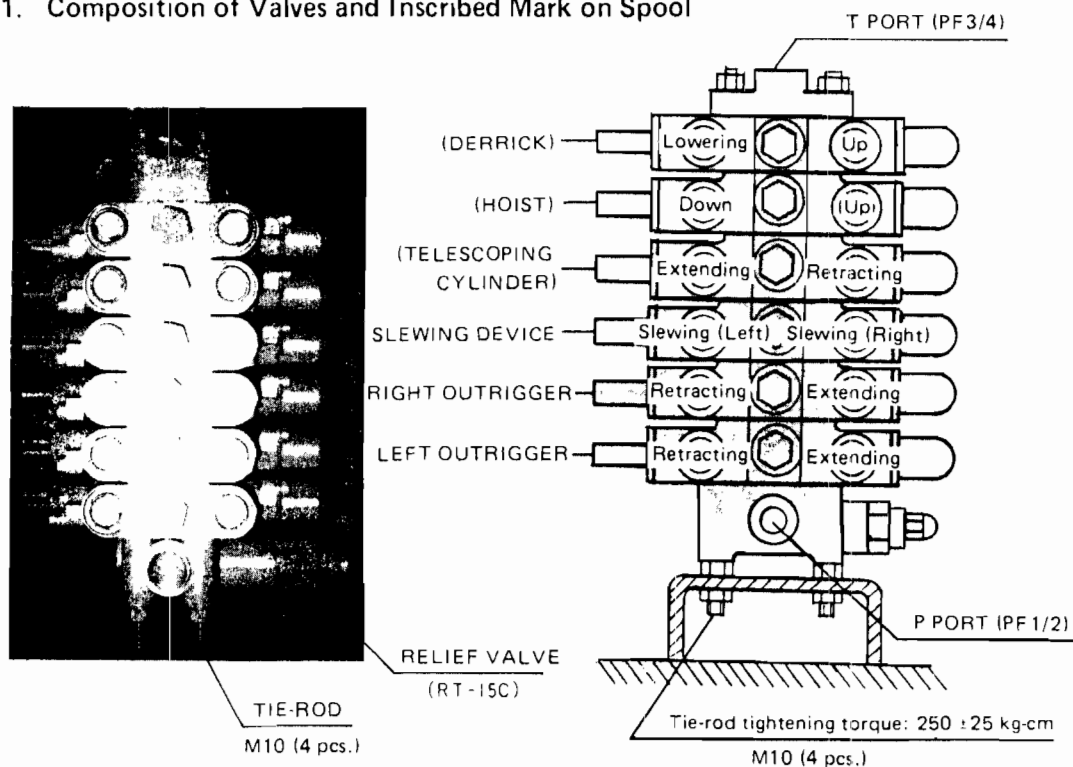 1. Composition of Valves and Inscribed Mark on Spool
T PORT (PF3/4)
(DERRICK)
Lowering
Up
(HOIST)
Down
(Up)
(TELESCOPING
CYLINDER)
Extending
Retracting
SLEWING DEVICE
Slewing (Left)
Slewing (Right)
RIGHT OUTRIGGER
Retracting
Extending
LEFT OUTRIGGER
Retracting
Extending
P PORT (PF1/2)
RELIEF VALVE
(RT-15C)
TIE-ROD
M10 (4 pcs.)
Tie-rod tightening torque: 250 ±25 kg-cm
M10 (4 pcs.)